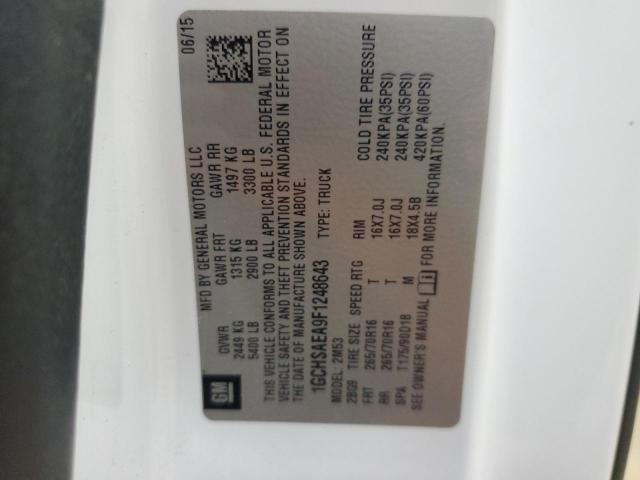 GM
MFD BY GENERAL MOTORS LLC 06/15
GVWR GAWR FRT GAWR RR
2449 KG 1315 KG 1497 KG
5400 LB 2900 LB 3300 LB
THIS VEHICLE CONFORMS TO ALL APPLICABLE U.S. FEDERAL MOTOR
VEHICLE SAFETY AND THEFT PREVENTION STANDARDS IN EFFECT ON
THE DATE OF MANUFACTURE SHOWN ABOVE.
1GCHSAEA9F1248643 TYPE: TRUCK
MODEL: 2M53
2BG9 TIRE SIZE SPEED RTG RIM COLD TIRE PRESSURE
FRT 265/70R16 T 16X7.0J 240KPA(35PSI)
RR 265/70R16 T 16X7.0J 240KPA(35PSI)
SPA T175/90D18 M 18X4.5B 420KPA(60PSI)
SEE OWNER'S MANUAL FOR MORE INFORMATION.